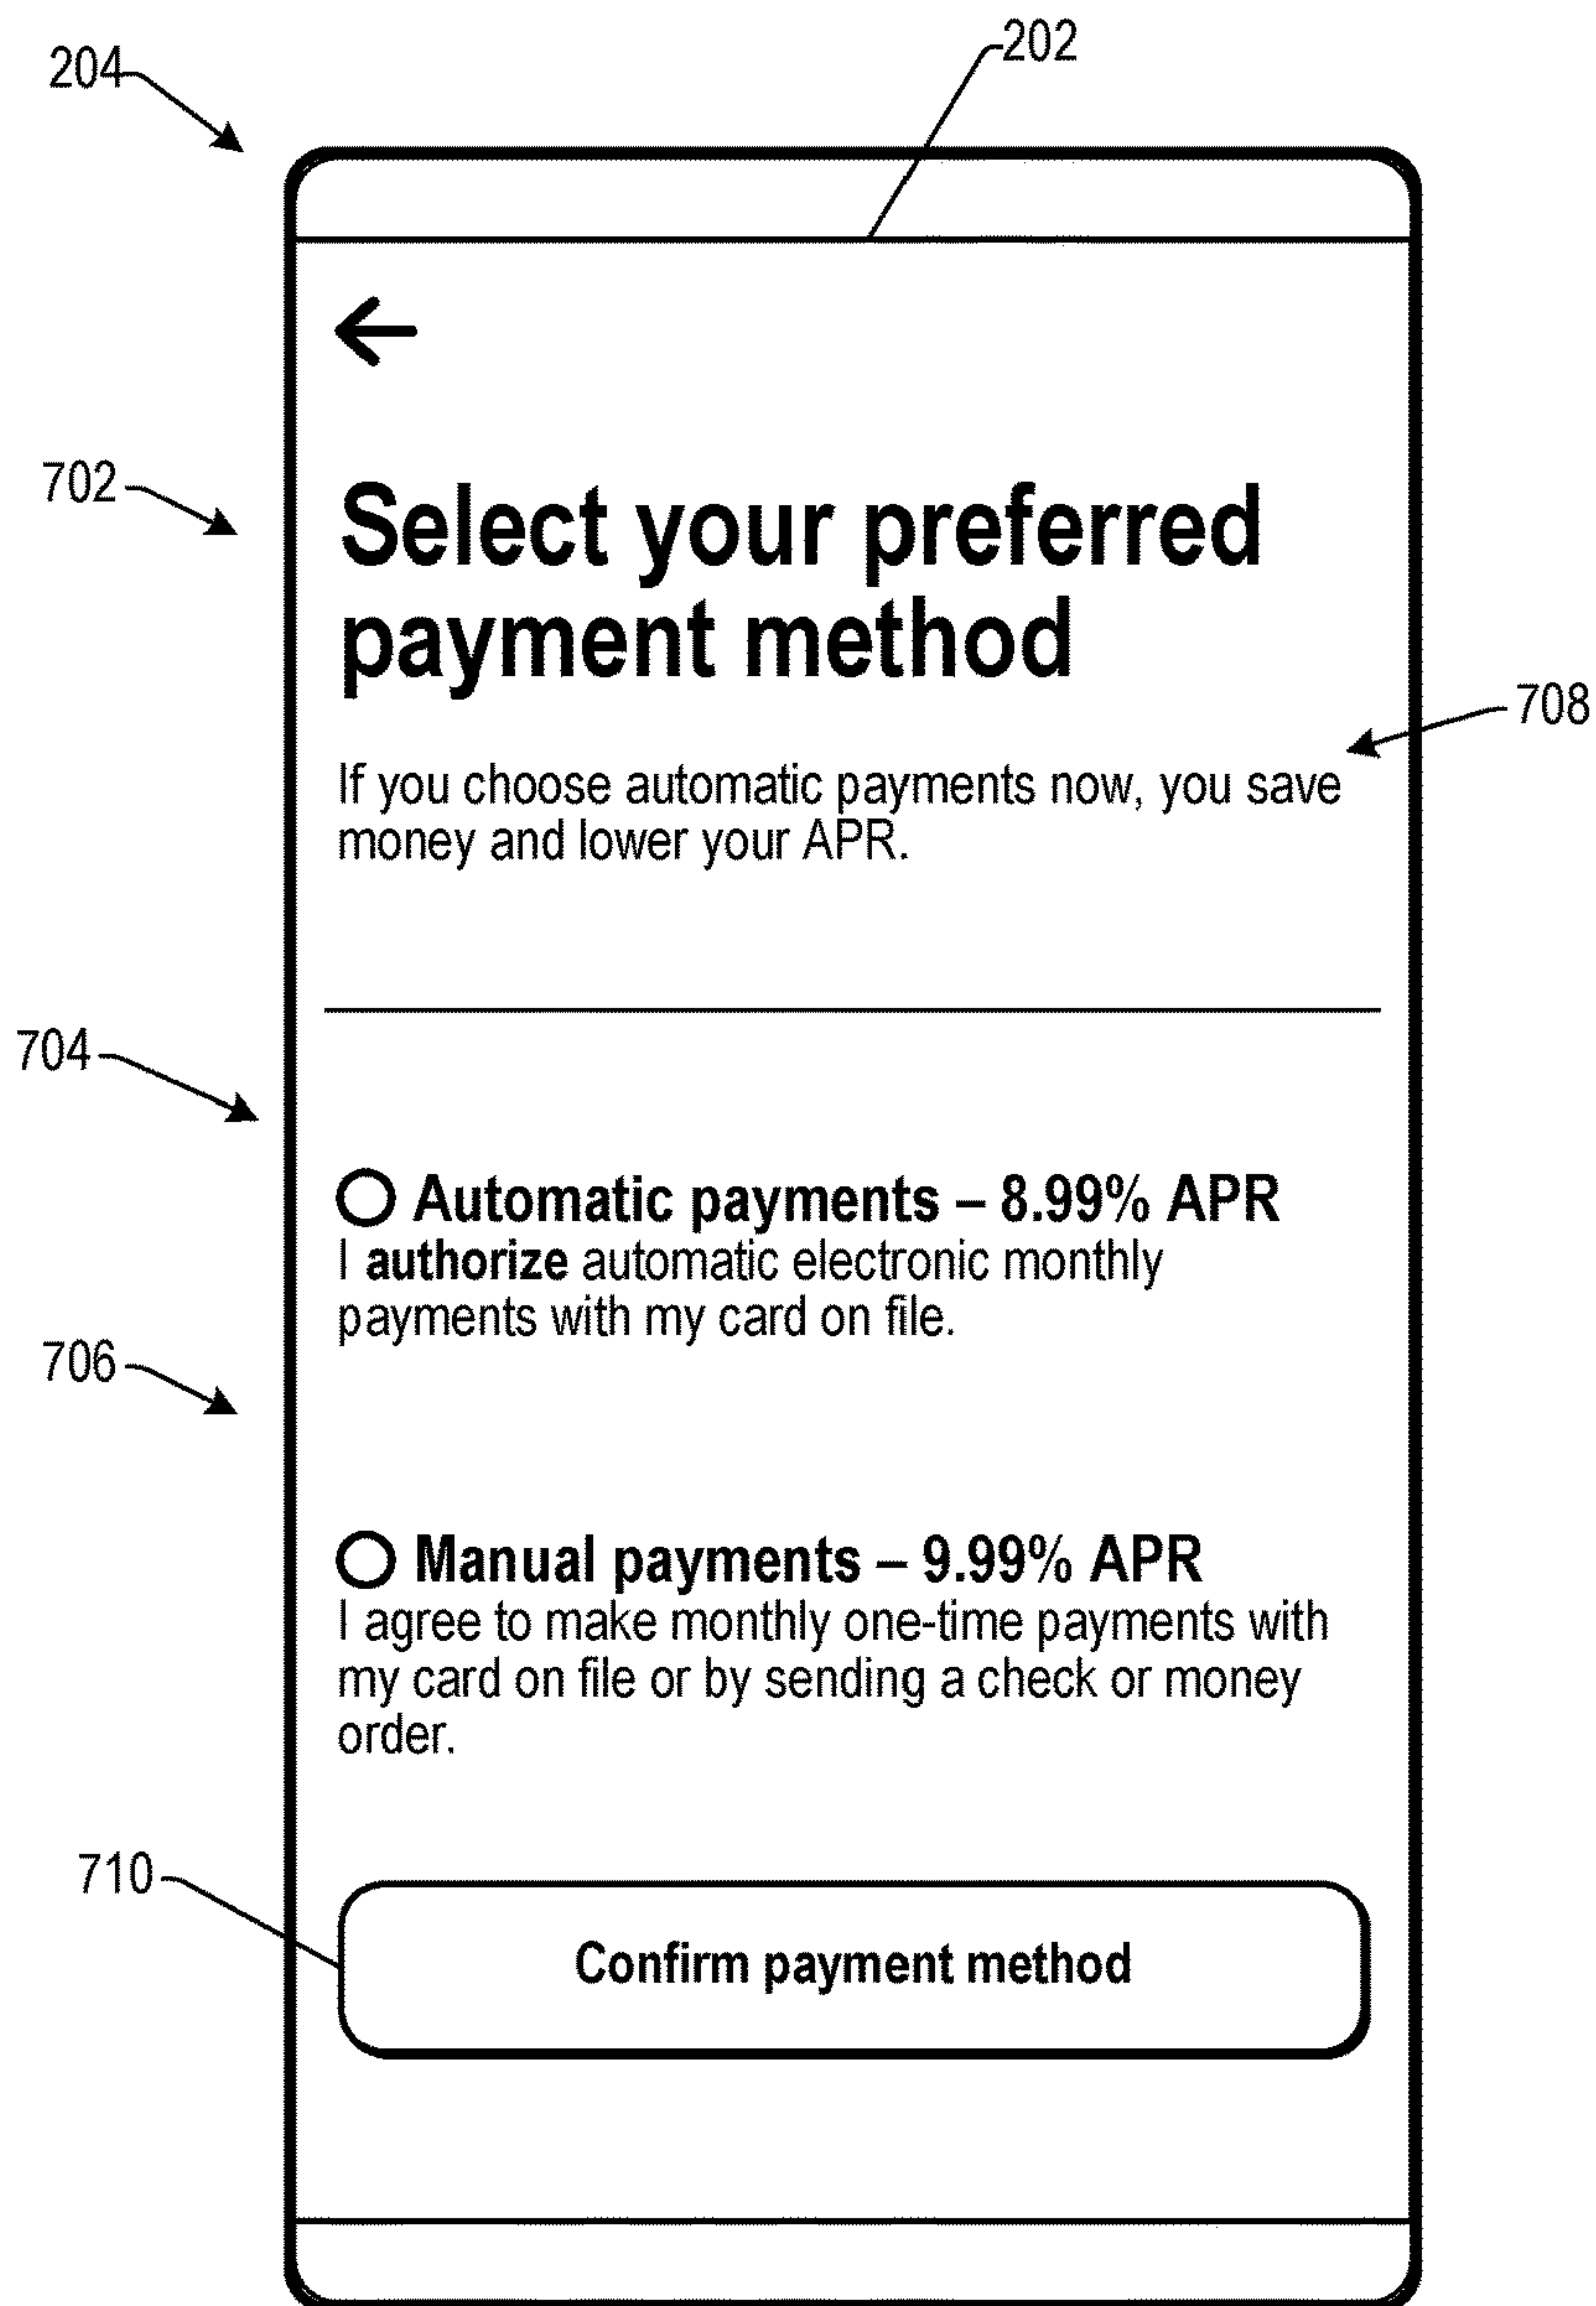 202
204
702
Select your preferred
payment method
708
If you choose automatic payments now, you save
money and lower your APR.
704
Automatic payments – 8.99% APR
I authorize automatic electronic monthly
payments with my card on file.
706
Manual payments – 9.99% APR
I agree to make monthly one-time payments with
my card on file or by sending a check or money
order.
710
Confirm payment method